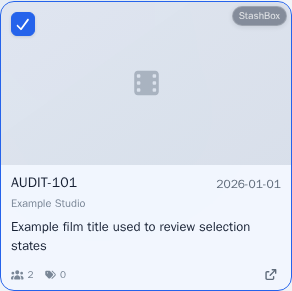 StashBox
AUDIT-101
2026-01-01
Example Studio
Example film title used to review selection
states
2
0